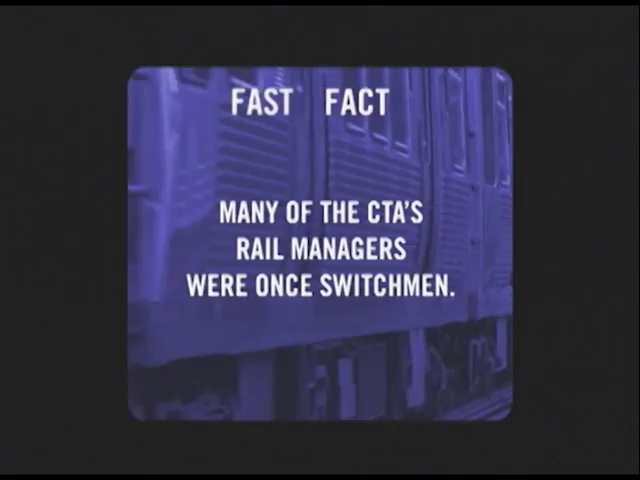 FAST FACT
MANY OF THE CTA'S
RAIL MANAGERS
WERE ONCE SWITCHMEN.